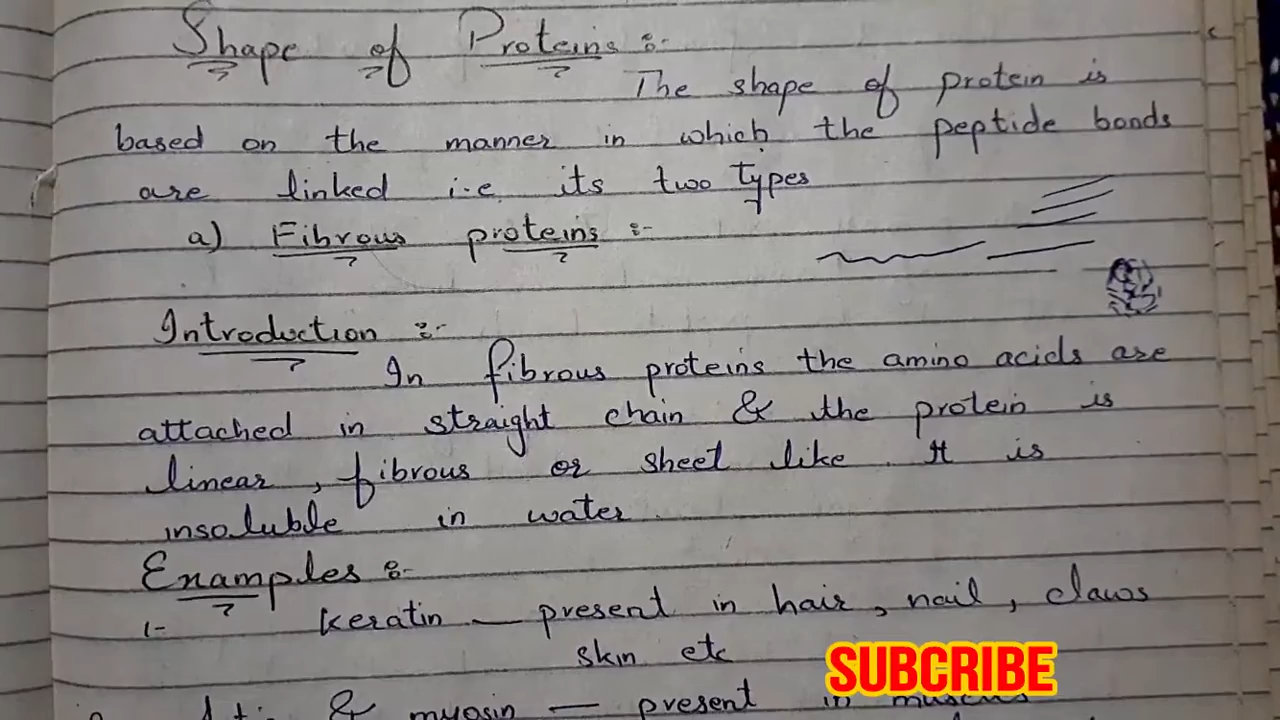 Shape of Proteins :-
The shape of protein is
based on the manner in which the peptide bonds
are linked i.e its two types
a) Fibrous proteins :-
Introduction :-
In fibrous proteins the amino acids are
attached in straight chain & the protein is
linear, fibrous or sheet like. It is
insoluble in water.
Examples :-
1- Keratin — present in hair, nail, claws
skin etc
SUBCRIBE
& myosin — present in